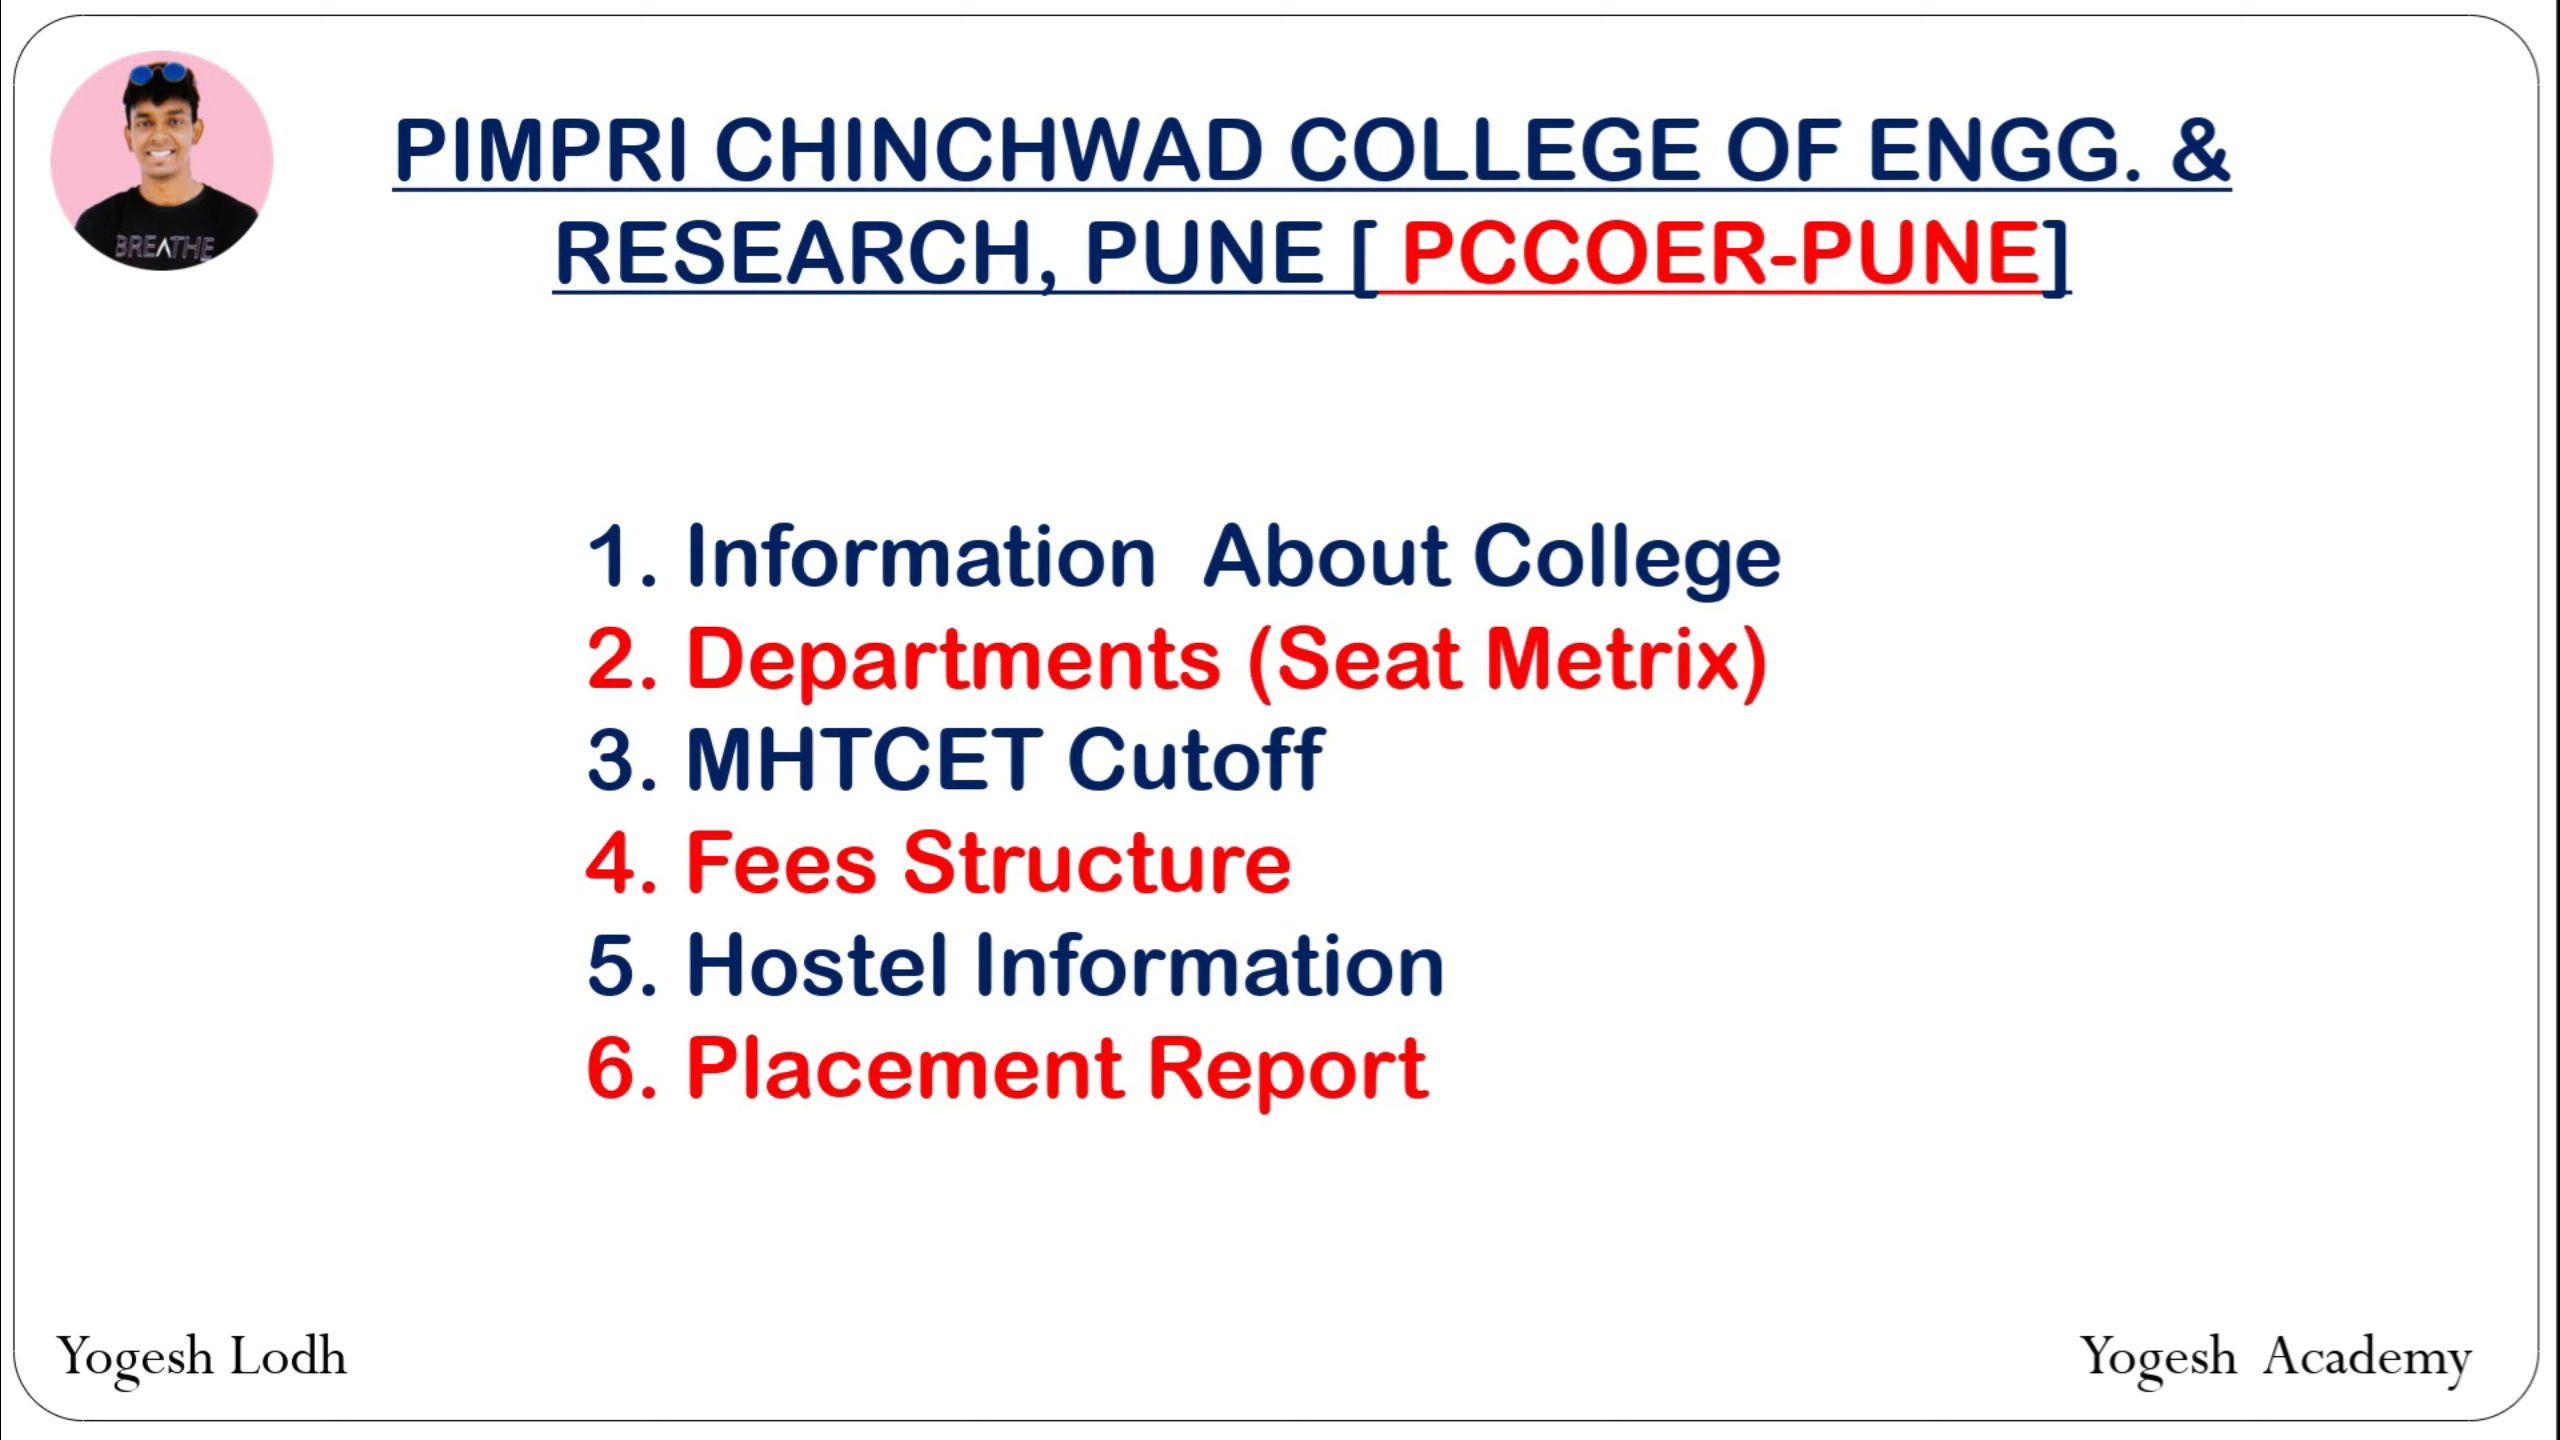 BREATHE
PIMPRI CHINCHWAD COLLEGE OF ENGG. &
RESEARCH, PUNE [ PCCOER-PUNE]
1. Information  About College
2. Departments (Seat Metrix)
3. MHTCET Cutoff
4. Fees Structure
5. Hostel Information
6. Placement Report
Yogesh Lodh
Yogesh  Academy